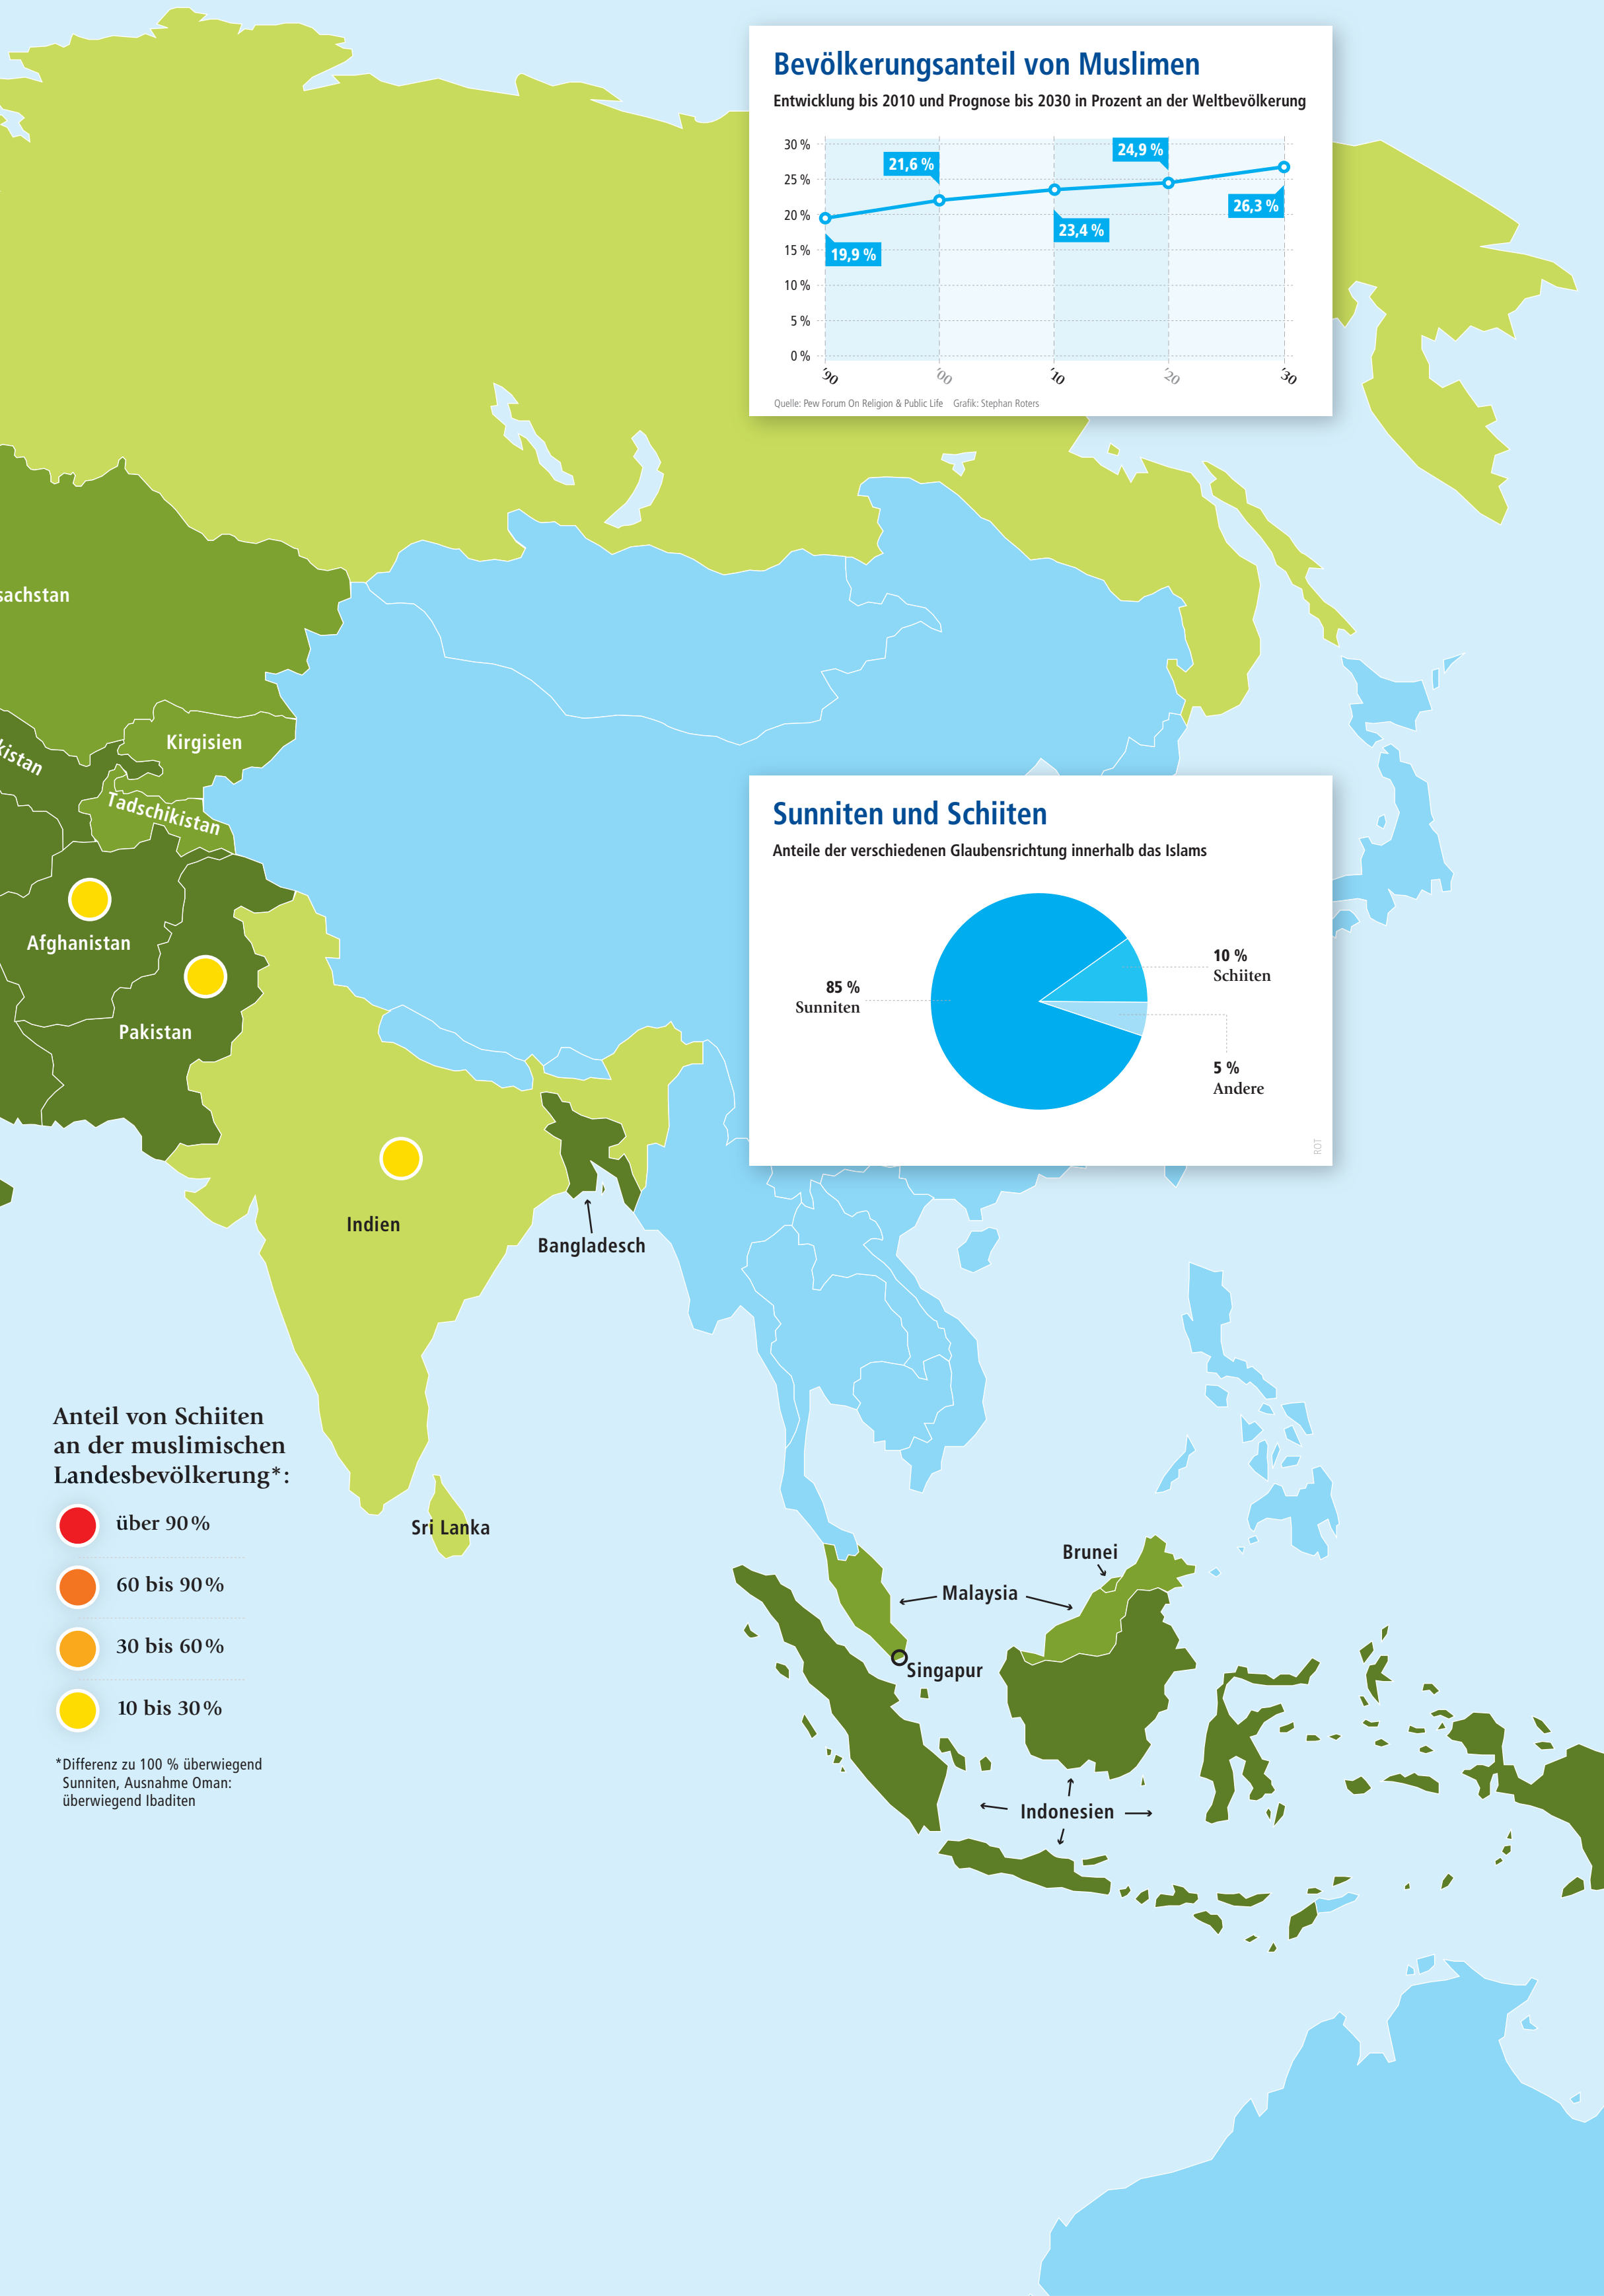 Bevölkerungsanteil von Muslimen
Entwicklung bis 2010 und Prognose bis 2030 in Prozent an der Weltbevölkerung
30 %
25 %
20 %
15 %
10 %
5 %
0 %
19,9 %
21,6 %
23,4 %
24,9 %
26,3 %
'90
'00
'10
'20
'30
Quelle: Pew Forum On Religion & Public Life Grafik: Stephan Roters
sachstan
Kirgisien
kistan
Tadschikistan
Afghanistan
Pakistan
Indien
Bangladesch
Sri Lanka
Sunniten und Schiiten
Anteile der verschiedenen Glaubensrichtung innerhalb das Islams
85 %
Sunniten
10 %
Schiiten
5 %
Andere
ROT
Anteil von Schiiten
an der muslimischen
Landesbevölkerung*:
über 90 %
60 bis 90 %
30 bis 60 %
10 bis 30 %
*Differenz zu 100 % überwiegend
Sunniten, Ausnahme Oman:
überwiegend Ibaditen
Brunei
Malaysia
Singapur
Indonesien